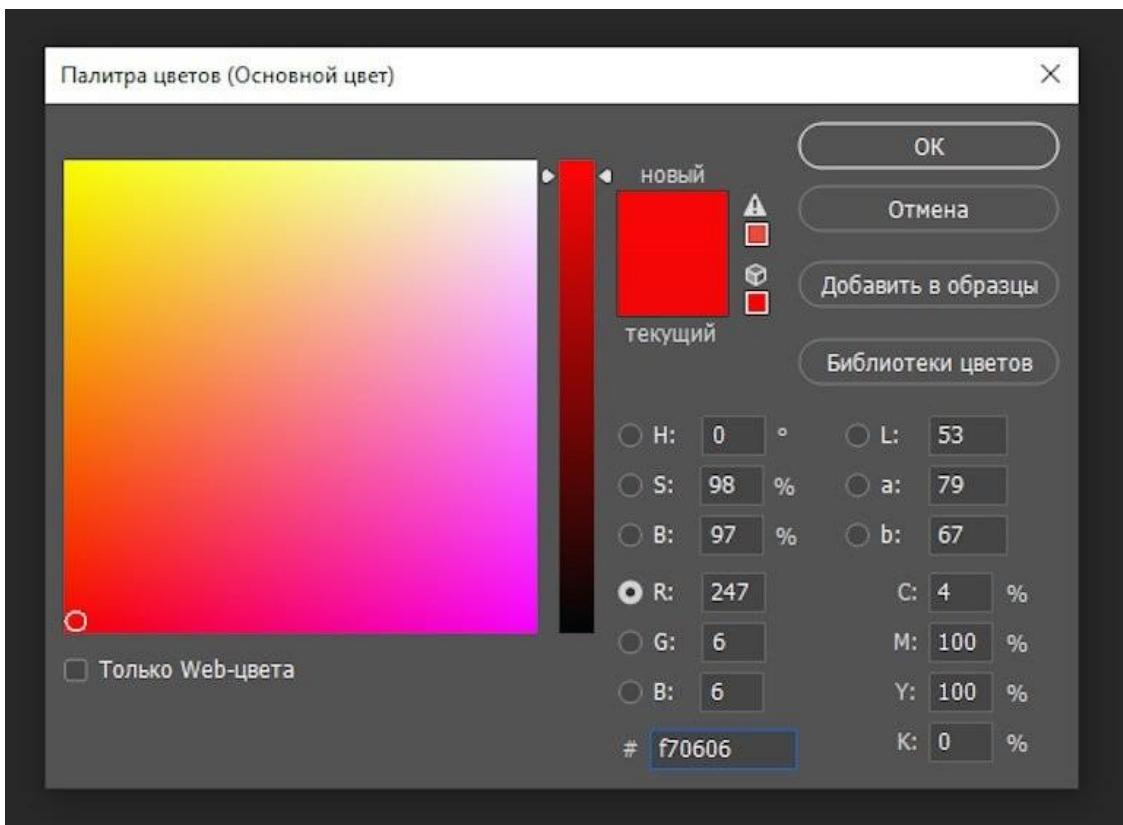 Палитра цветов (Основной цвет)
новый
текущий
ОК
Отмена
Добавить в образцы
Библиотеки цветов
H: 0 ° L: 53
S: 98 % a: 79
B: 97 % b: 67
R: 247 C: 4 %
G: 6 M: 100 %
B: 6 Y: 100 %
# f70606 K: 0 %
Только Web-цвета